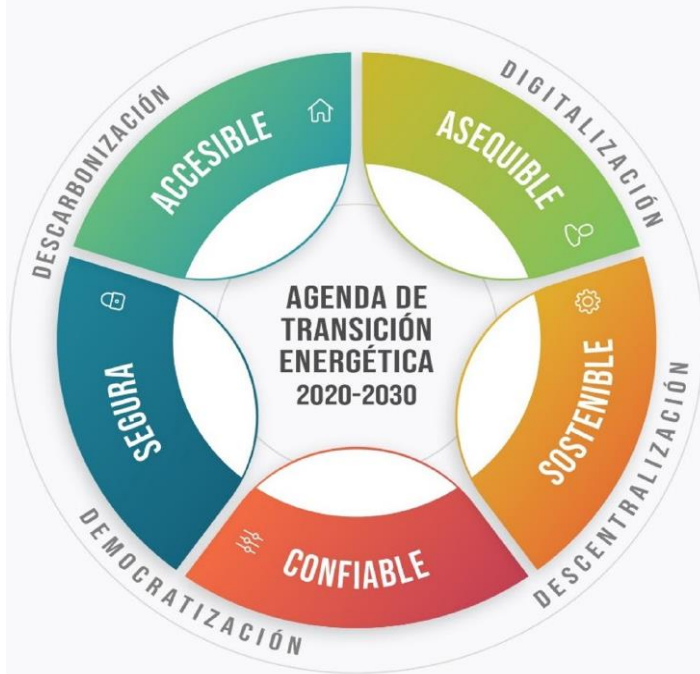 DESCARBONIZACIÓN
DIGITALIZACIÓN
ACCESIBLE
ASEQUIBLE
AGENDA DE
TRANSICIÓN
ENERGÉTICA
2020-2030
SEGURA
SOSTENIBLE
CONFIABLE
DEMOCRATIZACIÓN
DESCENTRALIZACIÓN